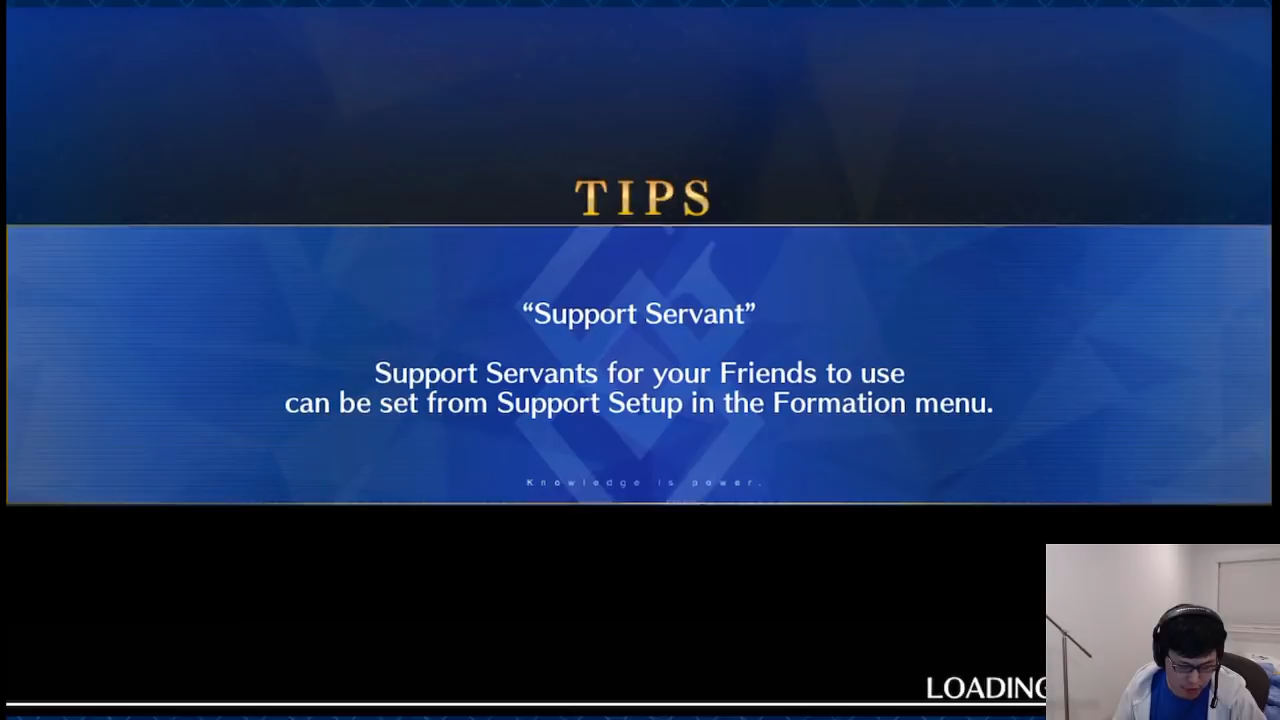 TIPS
“Support Servant”
Support Servants for your Friends to use
can be set from Support Setup in the Formation menu.
Knowledge is power.
LOADING